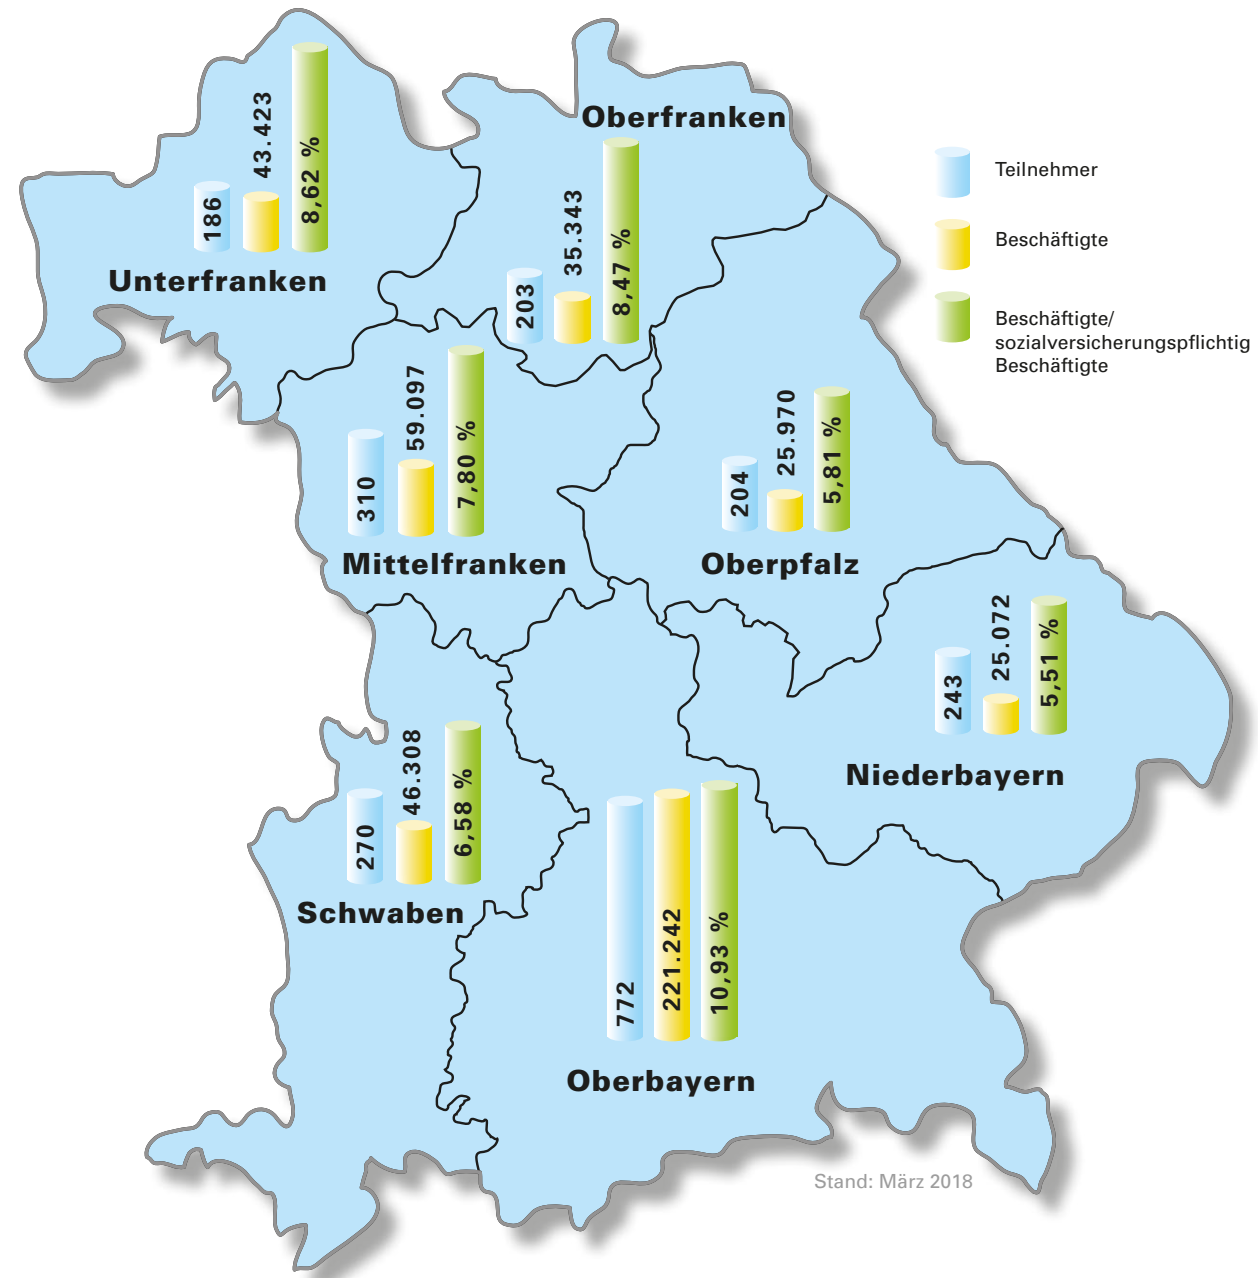 Oberfranken
203
35.343
8,47 %
186
43.423
8,62 %
Unterfranken
Teilnehmer
Beschäftigte
Beschäftigte/
sozialversicherungspflichtig
Beschäftigte
310
59.097
7,80 %
Mittelfranken
204
25.970
5,81 %
Oberpfalz
243
25.072
5,51 %
Niederbayern
270
46.308
6,58 %
Schwaben
772
221.242
10,93 %
Oberbayern
Stand: März 2018